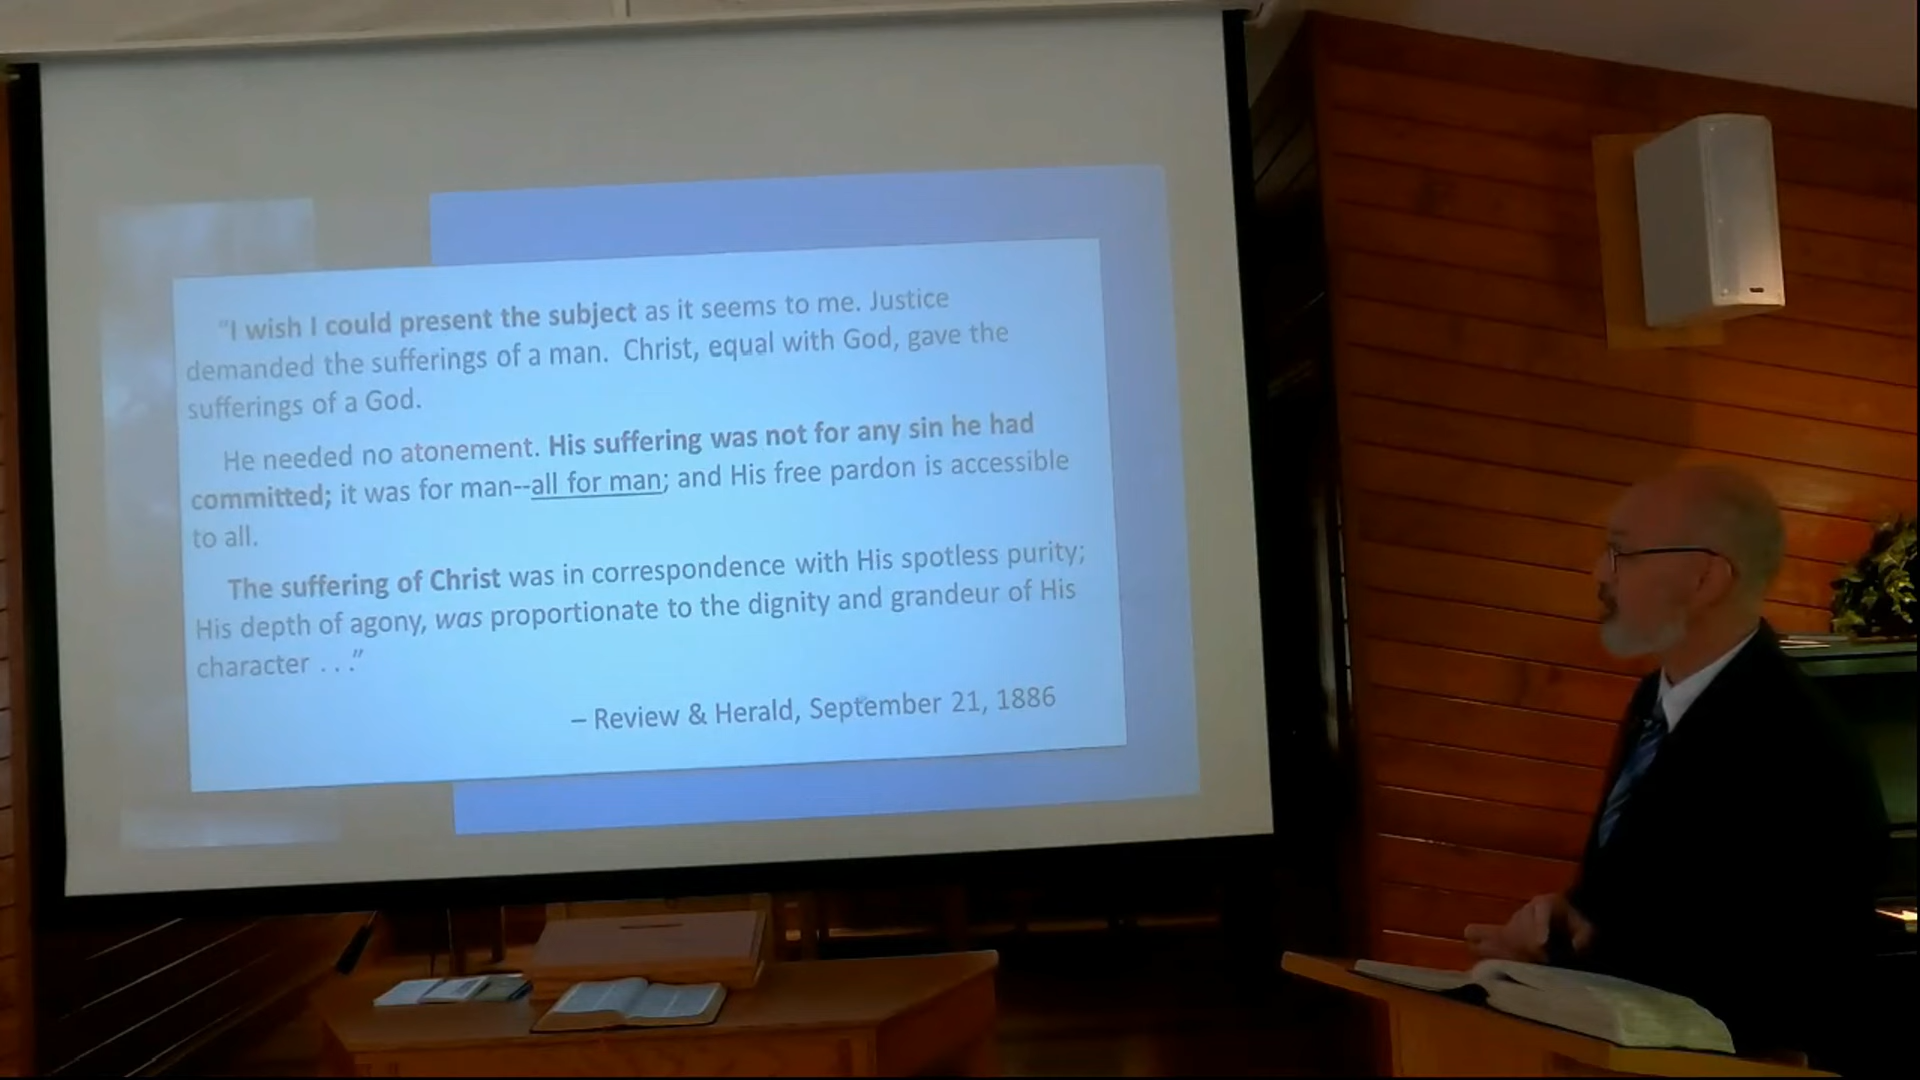 "I wish I could present the subject as it seems to me. Justice
demanded the sufferings of a man.  Christ, equal with God, gave the
sufferings of a God.
He needed no atonement. His suffering was not for any sin he had
committed; it was for man--all for man; and His free pardon is accessible
to all.
The suffering of Christ was in correspondence with His spotless purity;
His depth of agony, was proportionate to the dignity and grandeur of His
character . . ."
– Review & Herald, September 21, 1886